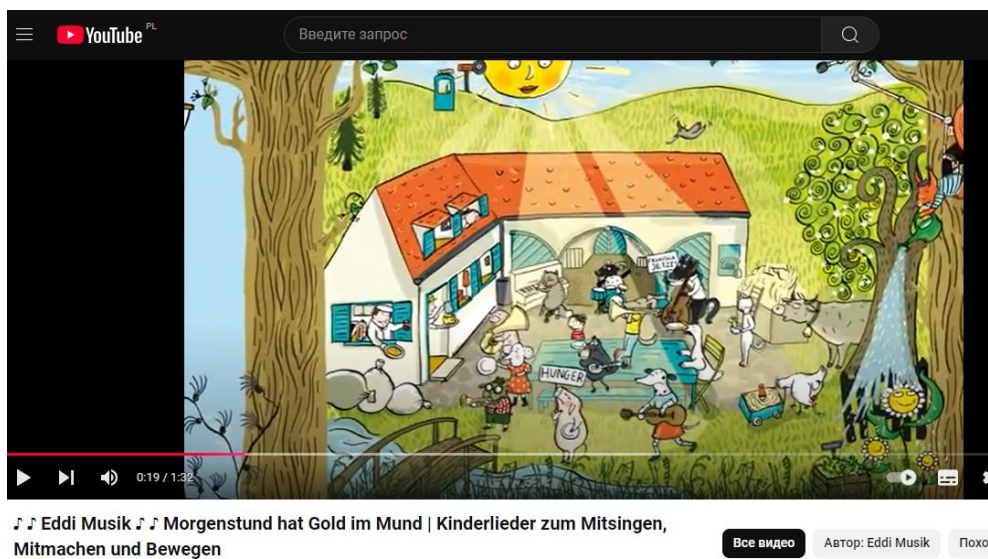 YouTube PL
Введите запрос
HUNGER
0:19 / 1:32
♪ ♪ Eddi Musik ♪ ♪ Morgenstund hat Gold im Mund | Kinderlieder zum Mitsingen,
Mitmachen und Bewegen
Все видео
Автор: Eddi Musik
Похо